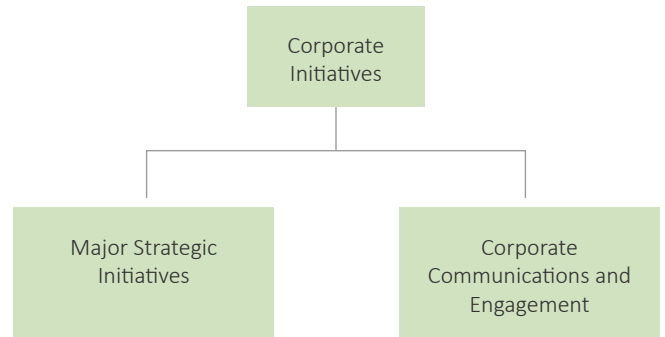 Corporate
Initiatives
Major Strategic
Initiatives
Corporate
Communications and
Engagement